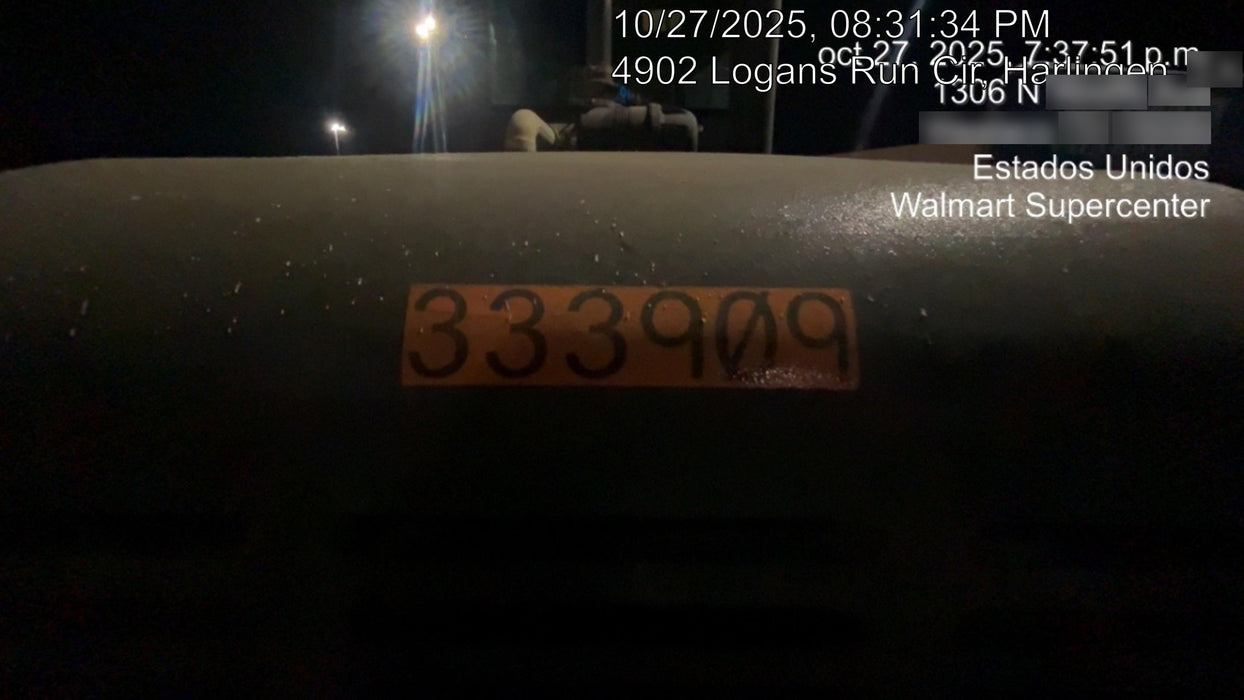 10/27/2025, 08:31:34 PM
oct 27, 2025, 7:37:51 p.m.
4902 Logans Run Cir, Harlingen
1306 N
Estados Unidos
Walmart Supercenter
333909